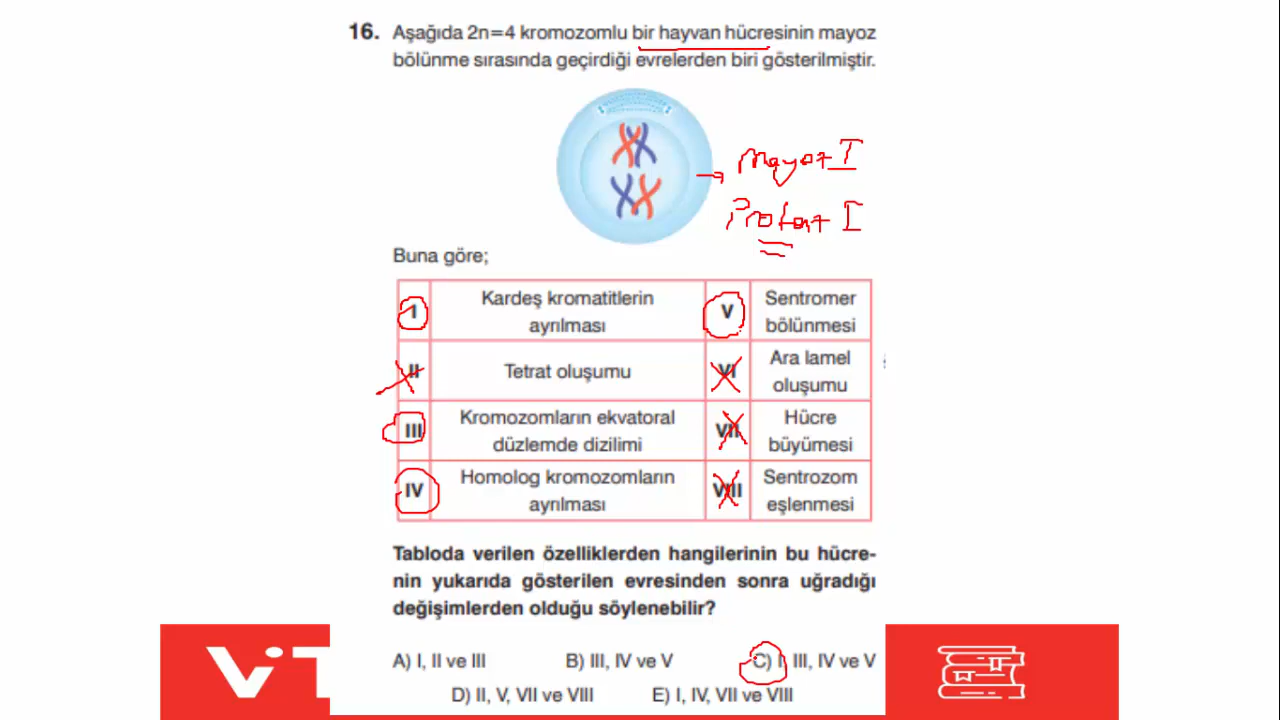 16. Aşağıda 2n=4 kromozomlu bir hayvan hücresinin mayoz
bölünme sırasında geçirdiği evrelerden biri gösterilmiştir.
→ Mayoz I
Profaz I
Buna göre;
I Kardeş kromatitlerin ayrılması V Sentromer bölünmesi
II Tetrat oluşumu VI Ara lamel oluşumu
III Kromozomların ekvatoral düzlemde dizilimi VII Hücre büyümesi
IV Homolog kromozomların ayrılması VIII Sentrozom eşlenmesi
Tabloda verilen özelliklerden hangilerinin bu hücre-
nin yukarıda gösterilen evresinden sonra uğradığı
değişimlerden olduğu söylenebilir?
A) I, II ve III B) III, IV ve V C) I, III, IV ve V
D) II, V, VII ve VIII E) I, IV, VII ve VIII